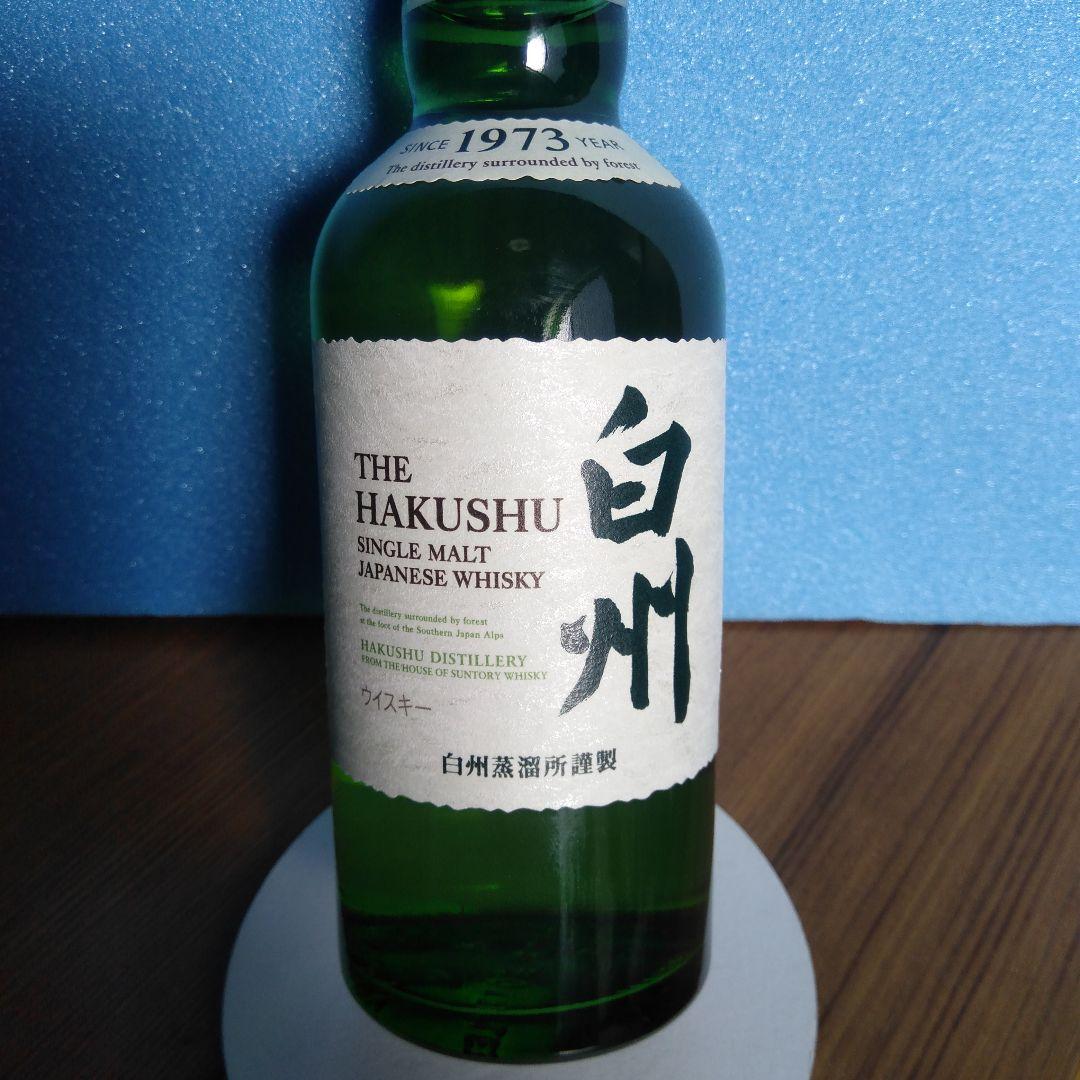 SINCE 1973 YEAR
The distillery surrounded by forest
THE
HAKUSHU
SINGLE MALT
JAPANESE WHISKY
白州
The distillery surrounded by forest
at the foot of the Southern Japan Alps
HAKUSHU DISTILLERY
FROM THE HOUSE OF SUNTORY WHISKY
ウイスキー
白州蒸溜所謹製